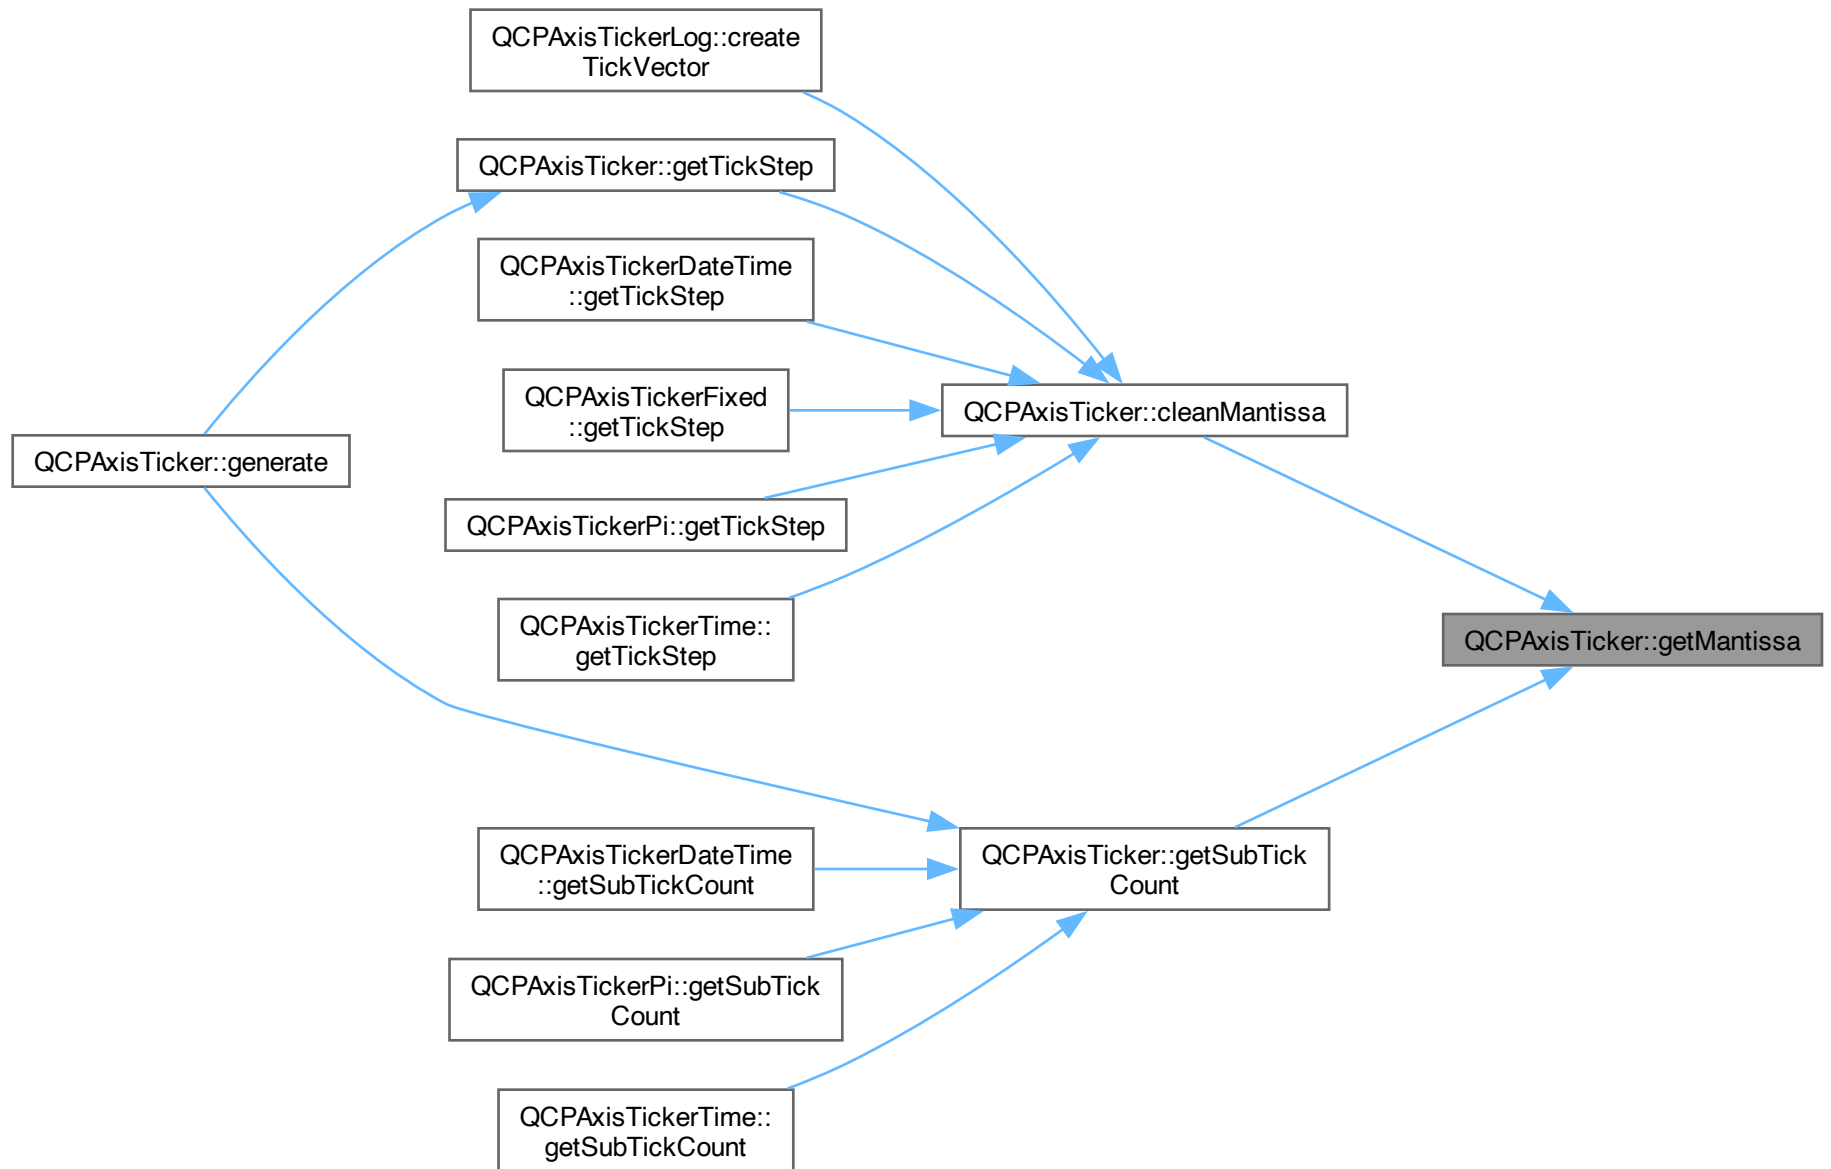 QCPAxisTickerLog::create
TickVector
QCPAxisTicker::getTickStep
QCPAxisTickerDateTime
::getTickStep
QCPAxisTickerFixed
::getTickStep
QCPAxisTicker::cleanMantissa
QCPAxisTicker::generate
QCPAxisTickerPi::getTickStep
QCPAxisTickerTime::
getTickStep
QCPAxisTicker::getMantissa
QCPAxisTickerDateTime
::getSubTickCount
QCPAxisTicker::getSubTick
Count
QCPAxisTickerPi::getSubTick
Count
QCPAxisTickerTime::
getSubTickCount